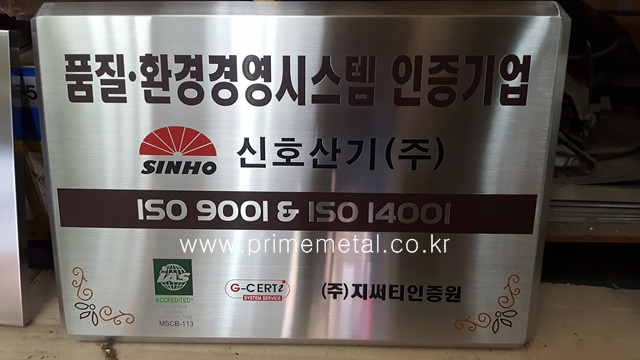 품질·환경경영시스템 인증기업
SINHO 신호산기(주)
ISO 9001 & ISO 14001
www.primemetal.co.kr
IAS
ACCREDITED®
MSCB-113
G-CERTi
SYSTEM SERVICE
(주)지써티인증원